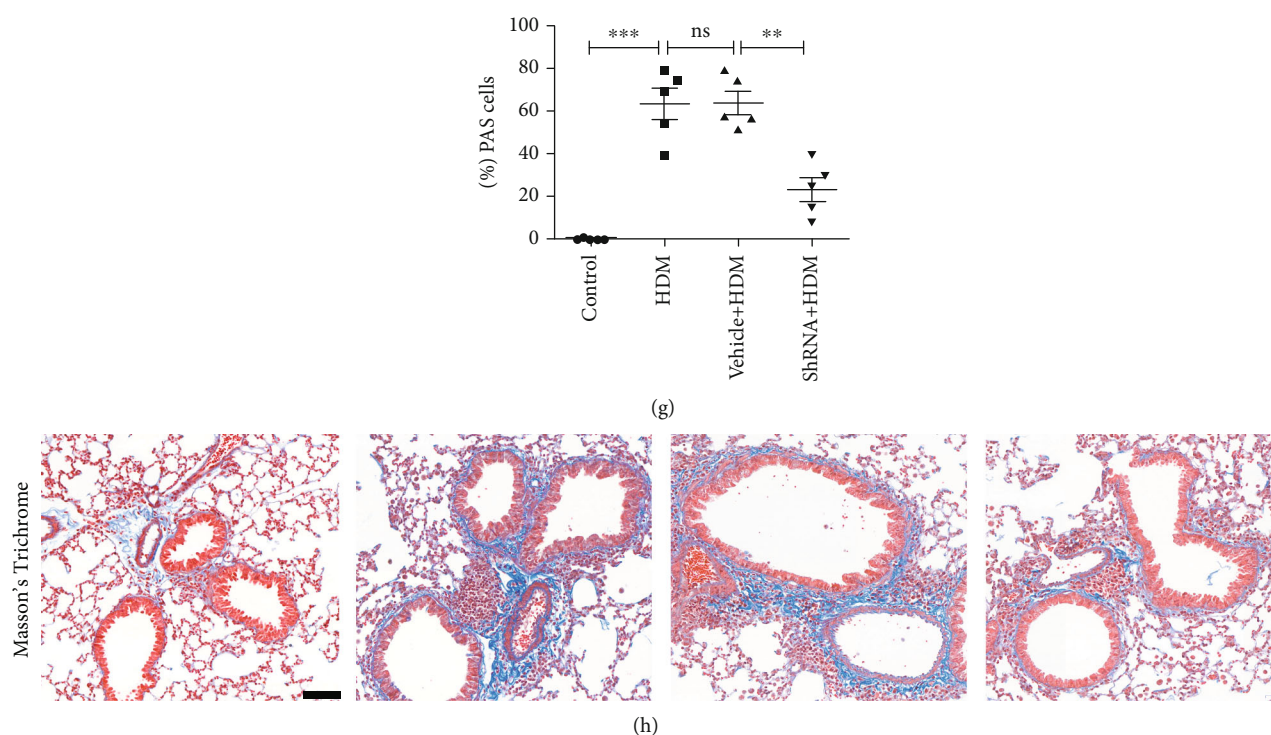 100
80
60
40
20
0
(%) PAS cells
*** ns **
Control
HDM
Vehicle+HDM
ShRNA+HDM
(g)
Masson's Trichrome
(h)